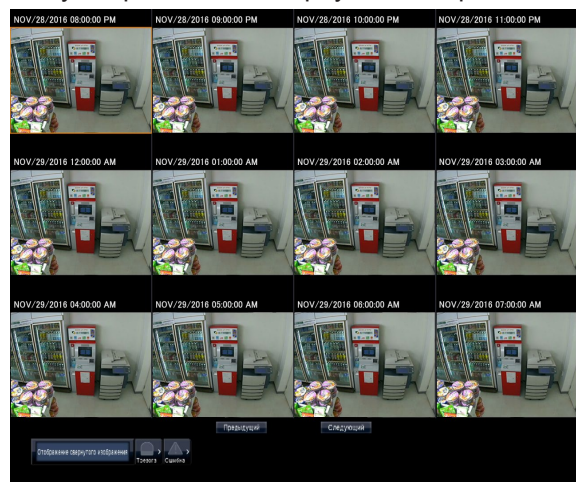 NOV/28/2016 08:00:00 PM
NOV/28/2016 09:00:00 PM
NOV/28/2016 10:00:00 PM
NOV/28/2016 11:00:00 PM
NOV/29/2016 12:00:00 AM
NOV/29/2016 01:00:00 AM
NOV/29/2016 02:00:00 AM
NOV/29/2016 03:00:00 AM
NOV/29/2016 04:00:00 AM
NOV/29/2016 05:00:00 AM
NOV/29/2016 06:00:00 AM
NOV/29/2016 07:00:00 AM
Предыдущий
Следующий
Отображение свернутого изображения
Тревога
Сшибка